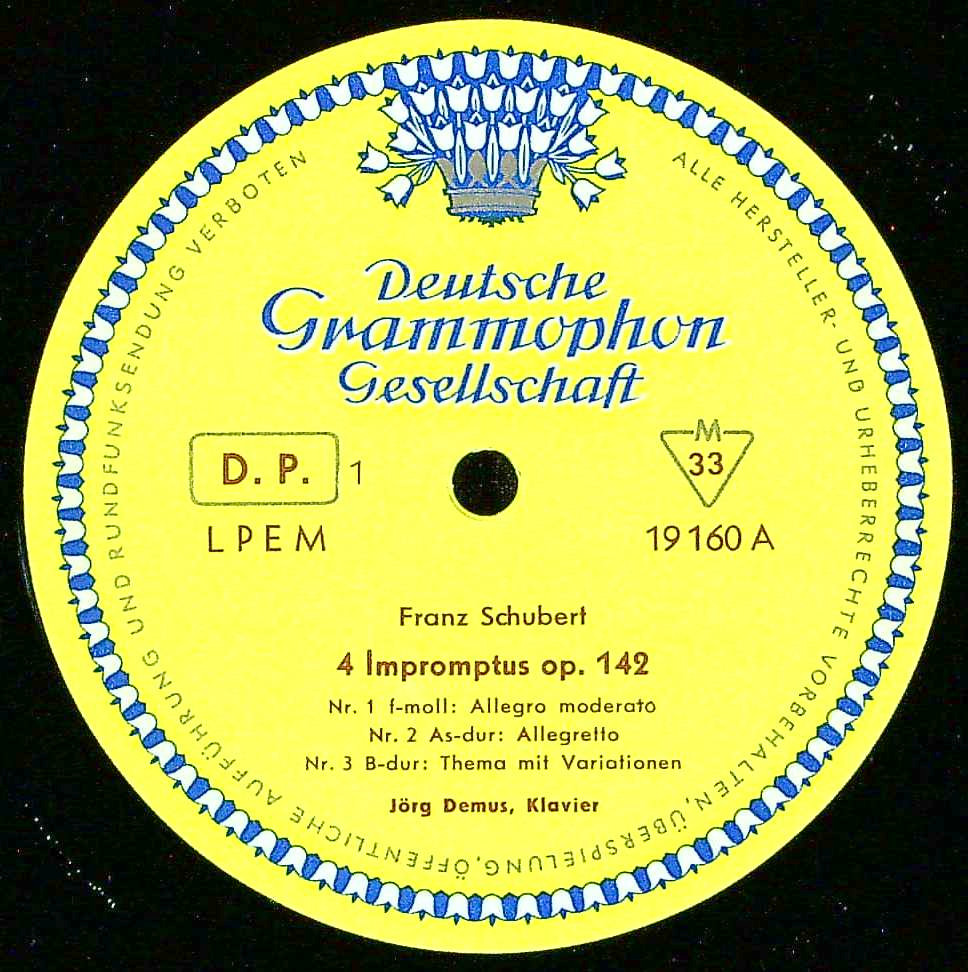 Deutsche
Grammophon
Gesellschaft
D. P. 1
M
33
LPEM
19160 A
Franz Schubert
4 Impromptus op. 142
Nr. 1 f-moll: Allegro moderato
Nr. 2 As-dur: Allegretto
Nr. 3 B-dur: Thema mit Variationen
Jörg Demus, Klavier
ALLE HERSTELLER- UND URHEBERRECHTE VORBEHALTEN, ÜBERSPIELUNG, ÖFFENTLICHE AUFFÜHRUNG UND RUNDFUNKSENDUNG VERBOTEN